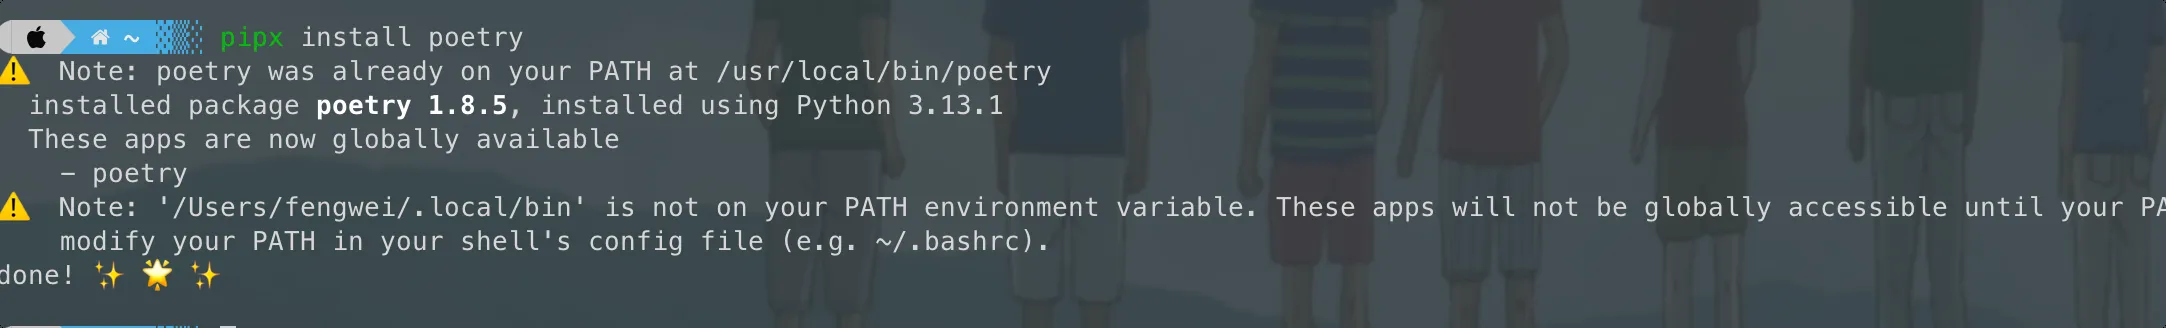 ~ pipx install poetry
⚠️ Note: poetry was already on your PATH at /usr/local/bin/poetry
installed package poetry 1.8.5, installed using Python 3.13.1
These apps are now globally available
- poetry
⚠️ Note: '/Users/fengwei/.local/bin' is not on your PATH environment variable. These apps will not be globally accessible until your PA
modify your PATH in your shell's config file (e.g. ~/.bashrc).
done! ✨ 🌟 ✨